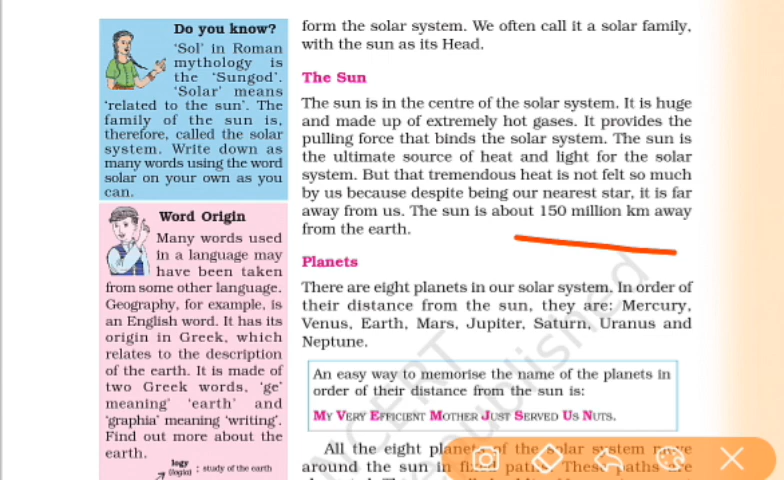 Do you know?
'Sol' in Roman
mythology is
the 'Sungod'.
'Solar' means
'related to the sun'. The
family of the sun is,
therefore, called the solar
system. Write down as
many words using the word
solar on your own as you
can.
Word Origin
Many words used
in a language may
have been taken
from some other language.
Geography, for example, is
an English word. It has its
origin in Greek, which
relates to the description
of the earth. It is made of
two Greek words, 'ge'
meaning 'earth' and
'graphia' meaning 'writing'.
Find out more about the
earth.
logy
(logia) : study of the earth
form the solar system. We often call it a solar family,
with the sun as its Head.
The Sun
The sun is in the centre of the solar system. It is huge
and made up of extremely hot gases. It provides the
pulling force that binds the solar system. The sun is
the ultimate source of heat and light for the solar
system. But that tremendous heat is not felt so much
by us because despite being our nearest star, it is far
away from us. The sun is about 150 million km away
from the earth.
Planets
There are eight planets in our solar system. In order of
their distance from the sun, they are: Mercury,
Venus, Earth, Mars, Jupiter, Saturn, Uranus and
Neptune.
An easy way to memorise the name of the planets in
order of their distance from the sun is:
MY VERY EFFICIENT MOTHER JUST SERVED US NUTS.
All the eight planets of the solar system move
around the sun in fixed paths. These paths are
NCERT
published